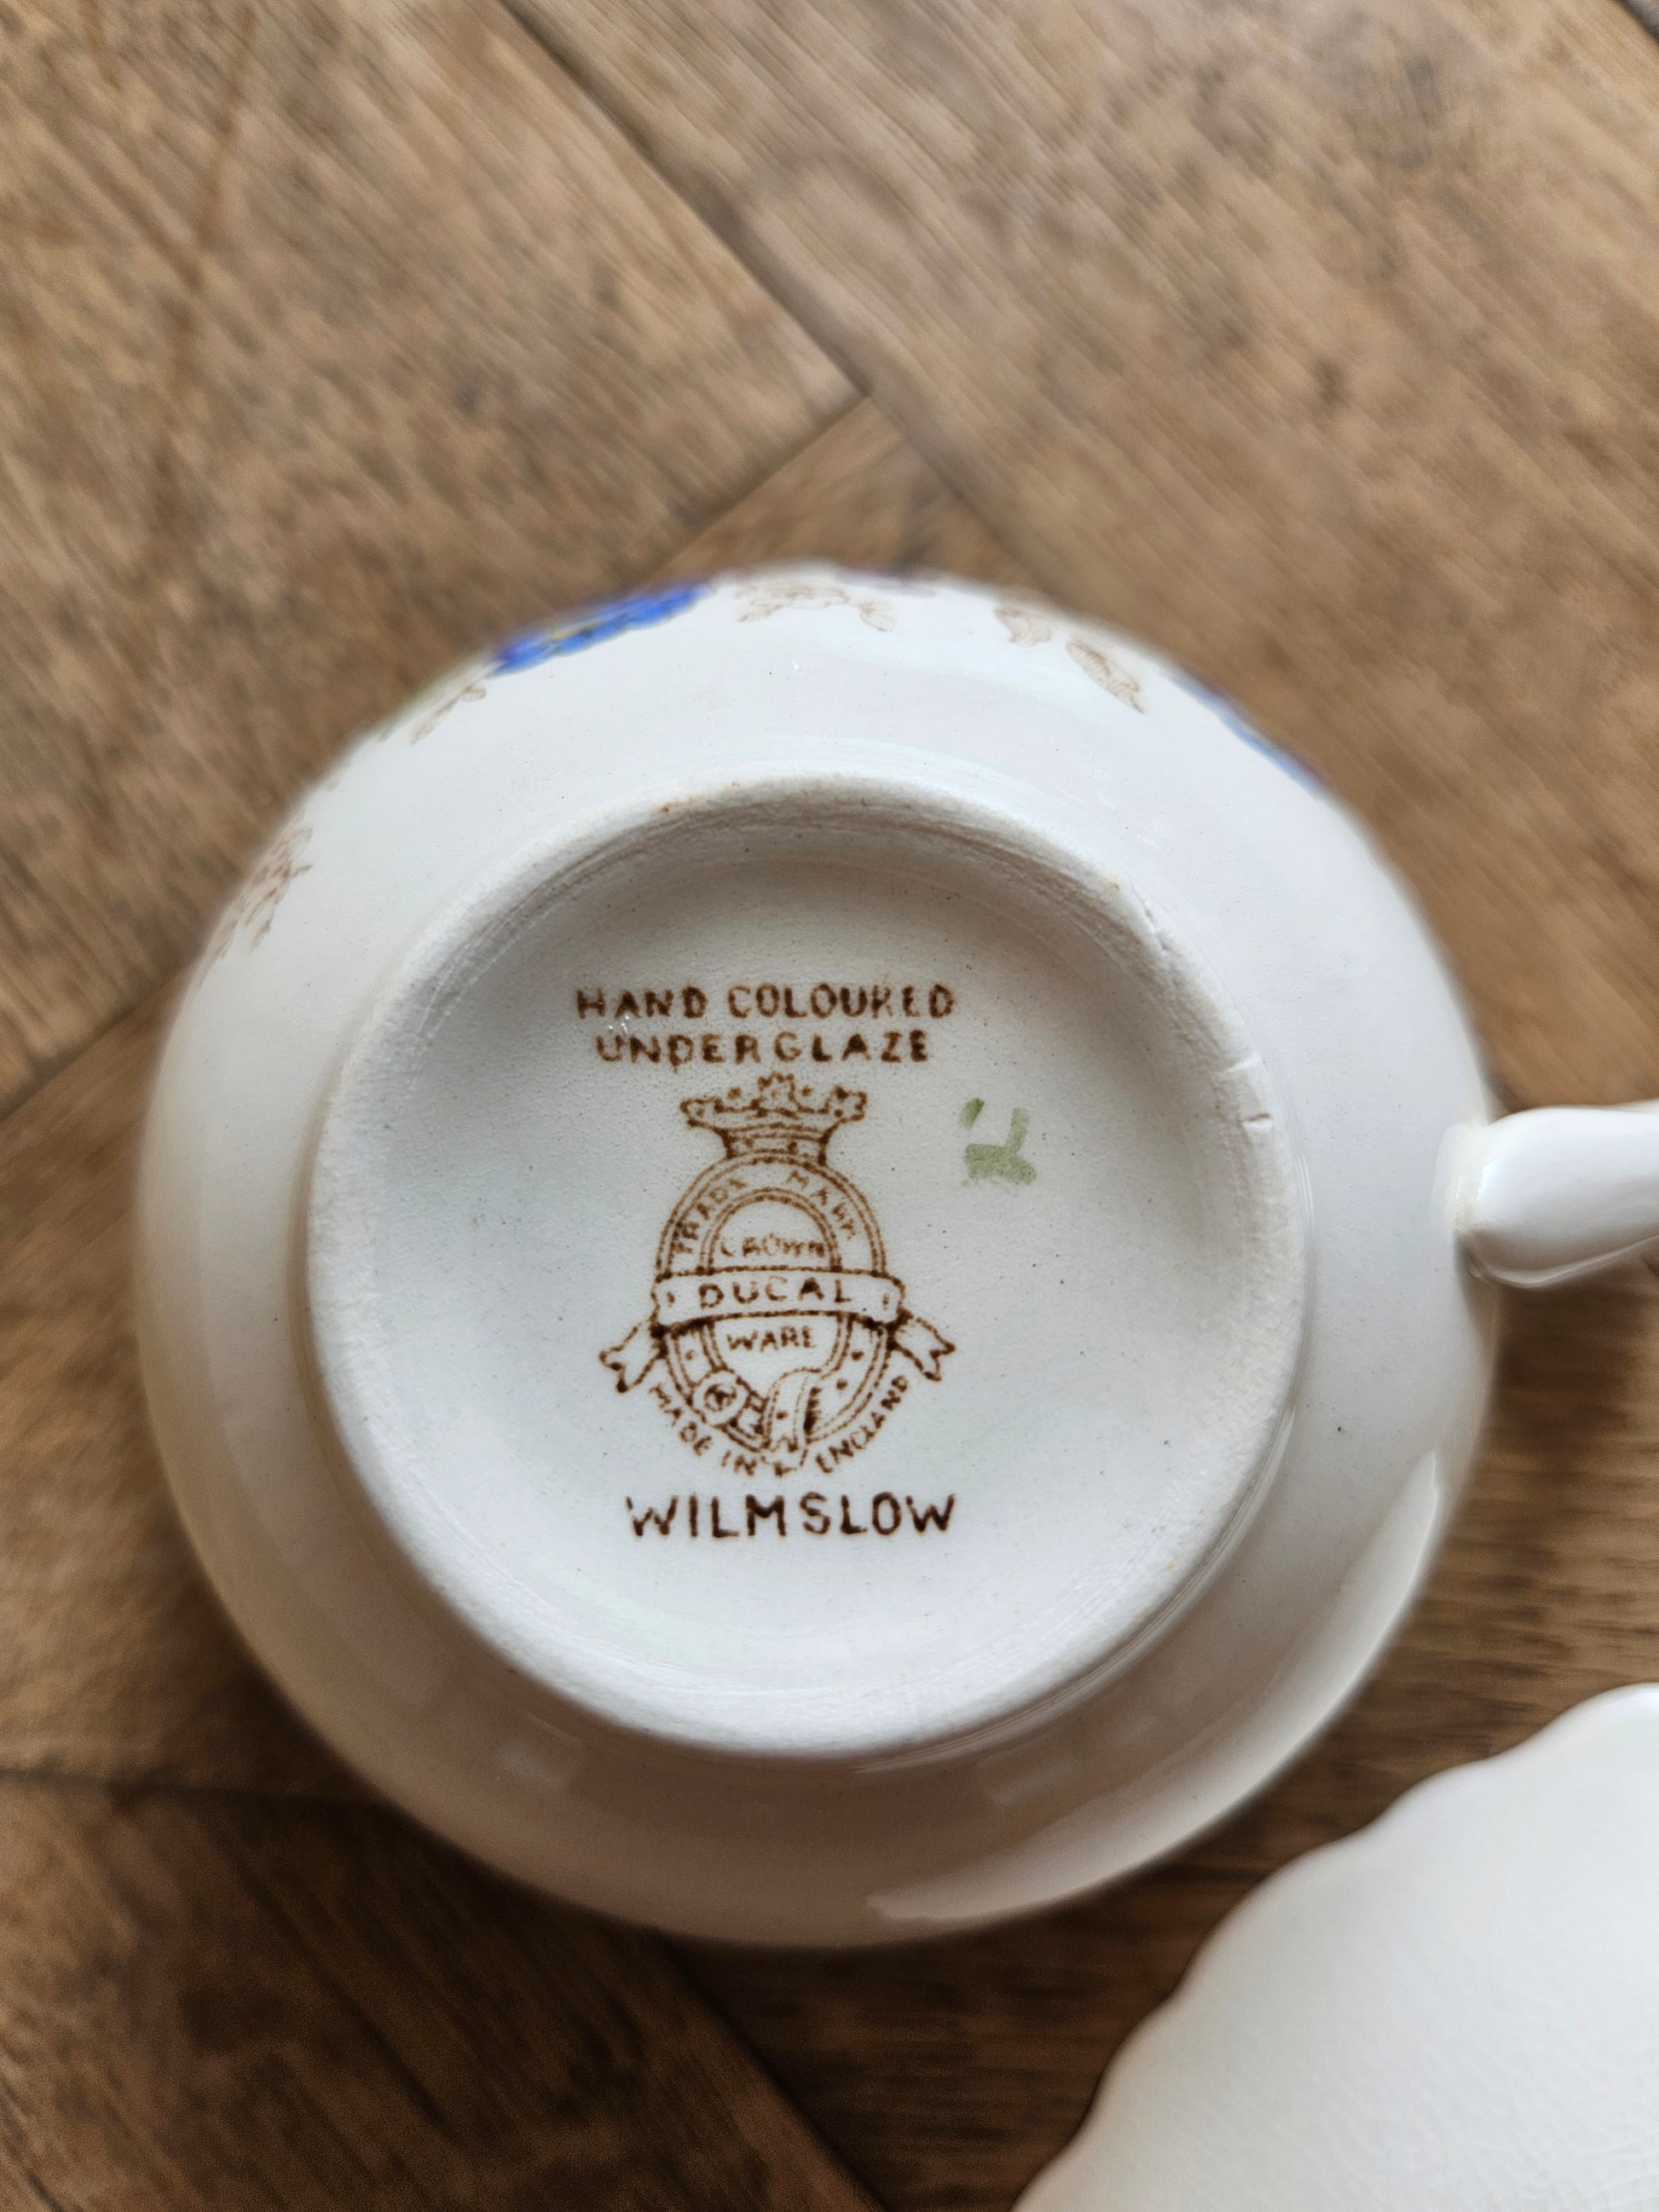 HAND COLOURED
UNDERGLAZE
TRADE MARK
CROWN
DUCAL
WARE
MADE IN ENGLAND
WILMSLOW